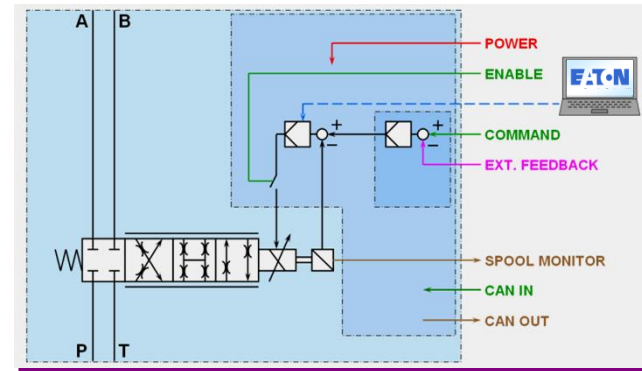 A B
POWER
ENABLE
EATON
+
COMMAND
+
−
−
EXT. FEEDBACK
SPOOL MONITOR
CAN IN
CAN OUT
P T